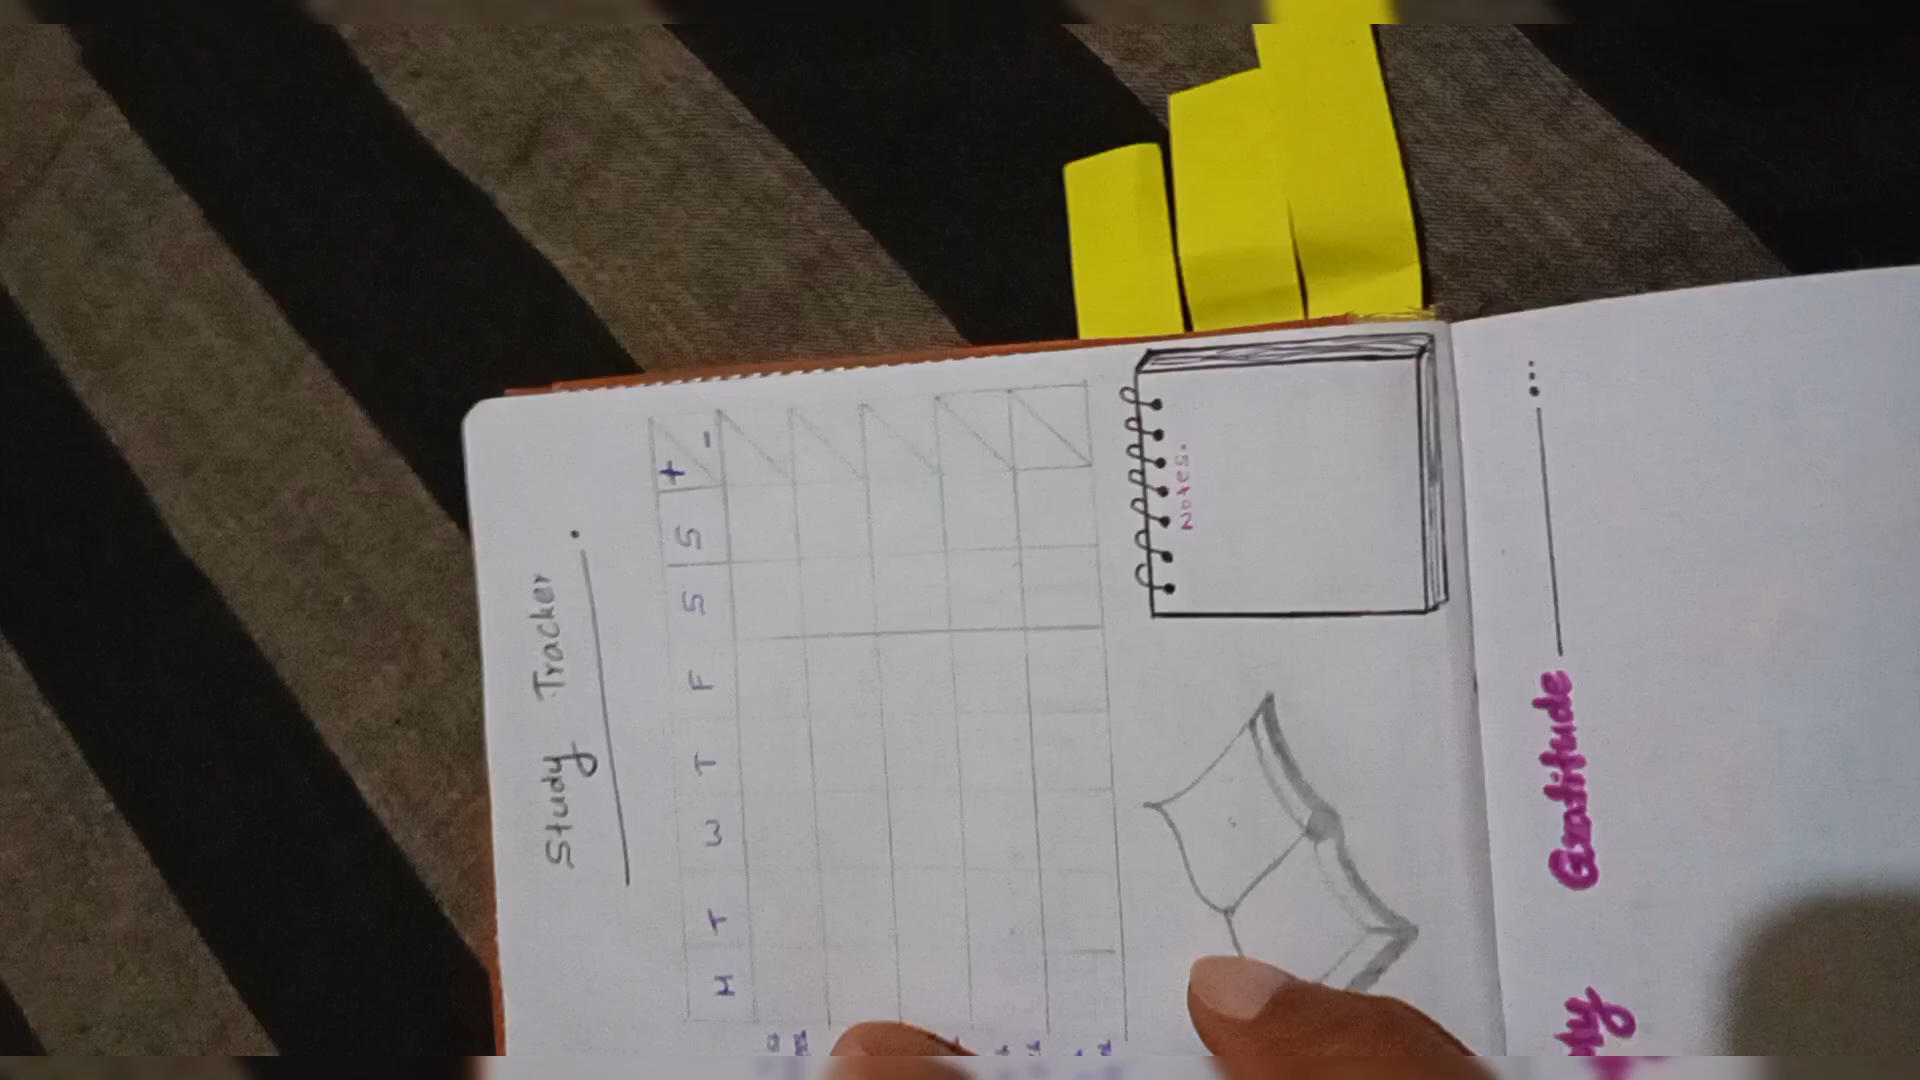 Study Tracker.
M T W T F S S + -
Notes.
Gratitude